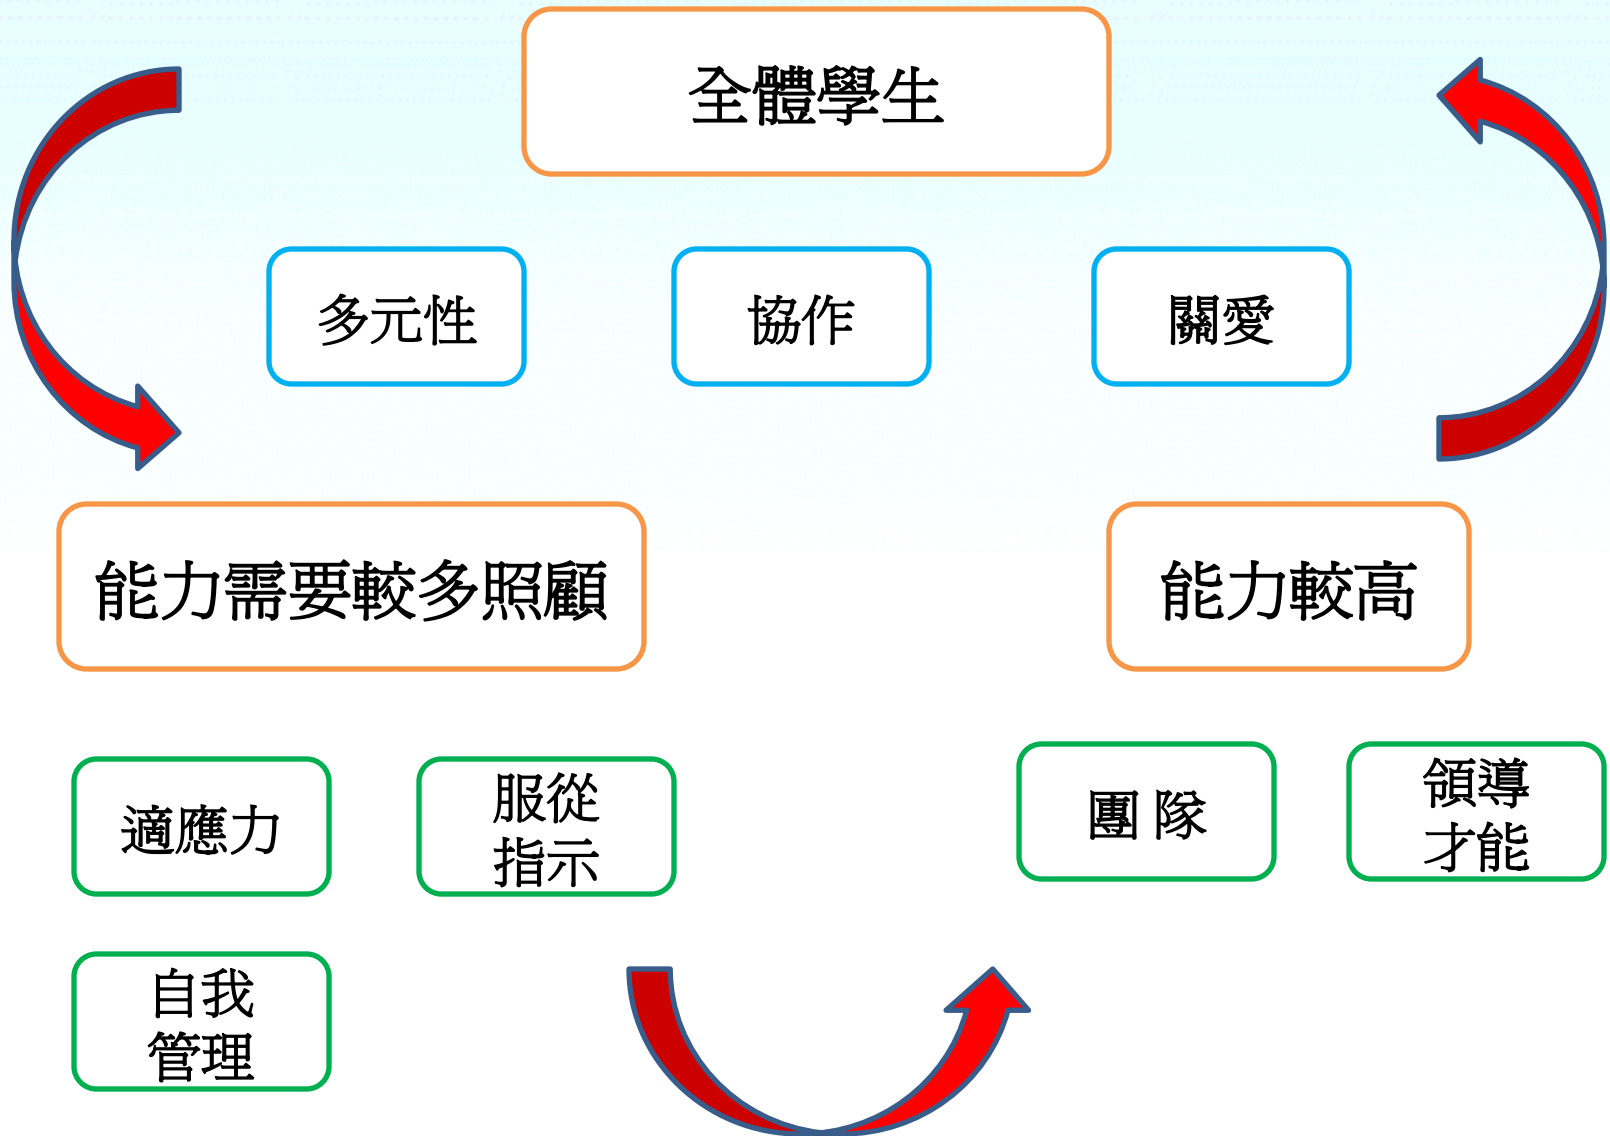 全體學生
多元性
協作
關愛
能力需要較多照顧
能力較高
適應力
服從
指示
團 隊
領導
才能
自我
管理